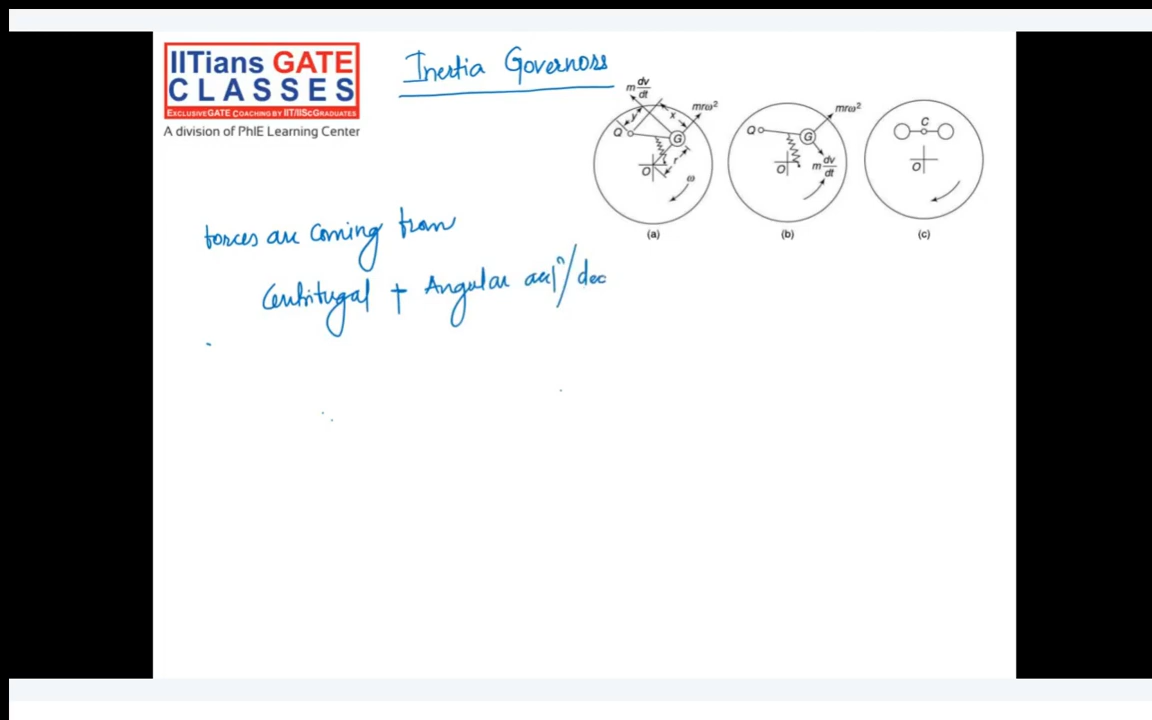 IITians GATE
CLASSES
EXCLUSIVE GATE COACHING BY IIT/IISC GRADUATES
A division of PhIE Learning Center
Inertia Governors
m dv/dt
mrω²
Q
y
x
G
r
O
ω
(a)
mrω²
Q
G
O
m dv/dt
(b)
C
O
(c)
forces are coming from
Centrifugal + Angular accⁿ/dec